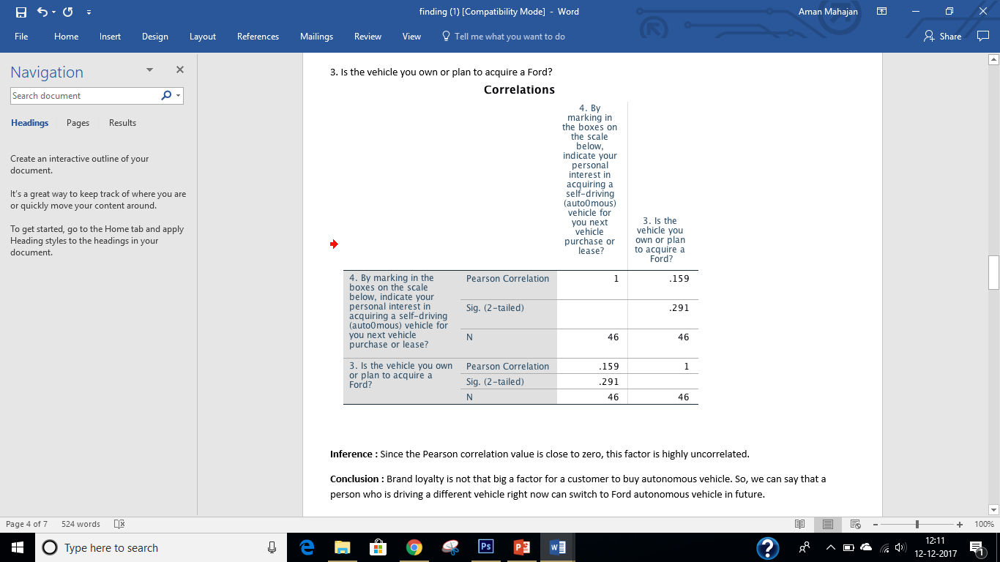 finding (1) [Compatibility Mode] - Word
Aman Mahajan
File Home Insert Design Layout References Mailings Review View Tell me what you want to do Share
Navigation
Search document
Headings Pages Results
Create an interactive outline of your
document.
It's a great way to keep track of where you are
or quickly move your content around.
To get started, go to the Home tab and apply
Heading styles to the headings in your
document.
3. Is the vehicle you own or plan to acquire a Ford?
Correlations
4. By
marking in
the boxes on
the scale
below,
indicate your
personal
interest in
acquiring a
self-driving
(auto0mous)
vehicle for
you next
vehicle
purchase or
lease?
3. Is the
vehicle you
own or plan
to acquire a
Ford?
4. By marking in the
boxes on the scale
below, indicate your
personal interest in
acquiring a self-driving
(auto0mous) vehicle for
you next vehicle
purchase or lease?
Pearson Correlation 1 .159
Sig. (2-tailed) .291
N 46 46
3. Is the vehicle you own
or plan to acquire a
Ford?
Pearson Correlation .159 1
Sig. (2-tailed) .291
N 46 46
Inference : Since the Pearson correlation value is close to zero, this factor is highly uncorrelated.
Conclusion : Brand loyalty is not that big a factor for a customer to buy autonomous vehicle. So, we can say that a
person who is driving a different vehicle right now can switch to Ford autonomous vehicle in future.
Page 4 of 7 524 words 100%
Type here to search
Ps
12:11
12-12-2017
1